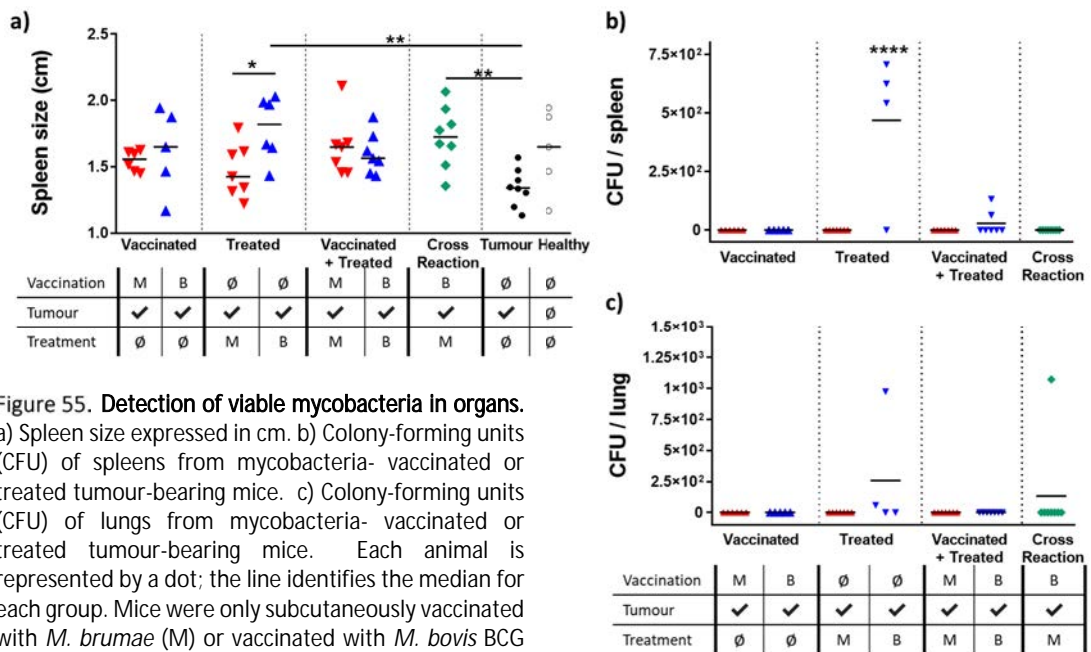 a)
Spleen size (cm)
2.5
2.0
1.5
1.0
*
**
**
Vaccinated
Treated
Vaccinated + Treated
Cross Reaction
Tumour
Healthy
Vaccination M B Ø Ø M B B Ø Ø
Tumour ✔ ✔ ✔ ✔ ✔ ✔ ✔ ✔ Ø
Treatment Ø Ø M B M B M Ø Ø
Figure 55. Detection of viable mycobacteria in organs.
a) Spleen size expressed in cm. b) Colony-forming units
(CFU) of spleens from mycobacteria- vaccinated or
treated tumour-bearing mice. c) Colony-forming units
(CFU) of lungs from mycobacteria- vaccinated or
treated tumour-bearing mice. Each animal is
represented by a dot; the line identifies the median for
each group. Mice were only subcutaneously vaccinated
with M. brumae (M) or vaccinated with M. bovis BCG
b)
CFU / spleen
7.5×10²
5×10²
2.5×10²
0
****
Vaccinated
Treated
Vaccinated + Treated
Cross Reaction
c)
CFU / lung
1.5×10³
1.25×10³
1×10³
7.5×10²
5×10²
2.5×10²
0
Vaccinated
Treated
Vaccinated + Treated
Cross Reaction
Vaccination M B Ø Ø M B B
Tumour ✔ ✔ ✔ ✔ ✔ ✔ ✔
Treatment Ø Ø M B M B M